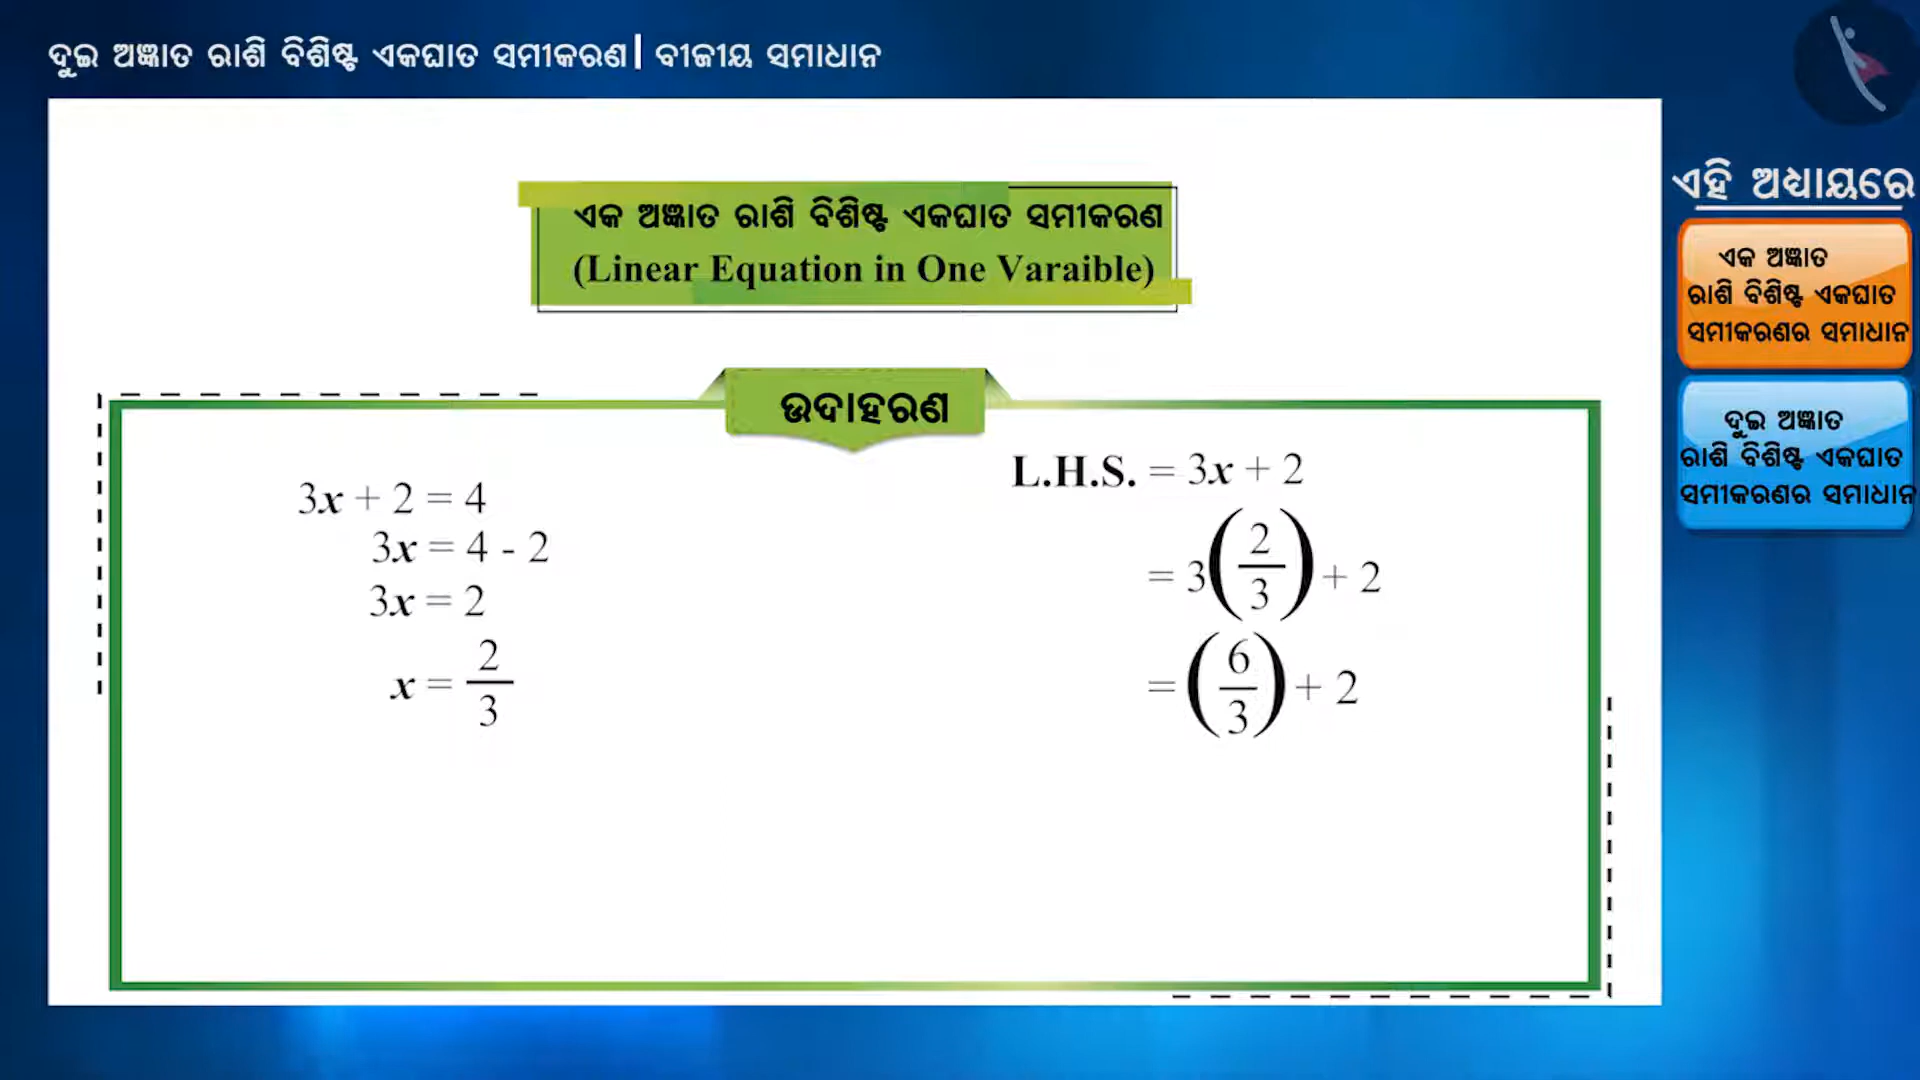 ଦୁଇ ଅଜ୍ଞାତ ରାଶି ବିଶିଷ୍ଟ ଏକଘାତ ସମୀକରଣ| ବୀଜୀୟ ସମାଧାନ
ଏକ ଅଜ୍ଞାତ ରାଶି ବିଶିଷ୍ଟ ଏକଘାତ ସମୀକରଣ
(Linear Equation in One Varaible)
ଉଦାହରଣ
3x + 2 = 4
3x = 4 - 2
3x = 2
x = 2/3
L.H.S. = 3x + 2
= 3(2/3) + 2
= (6/3) + 2
ଏହି ଅଧ୍ୟାୟରେ
ଏକ ଅଜ୍ଞାତ
ରାଶି ବିଶିଷ୍ଟ ଏକଘାତ
ସମୀକରଣର ସମାଧାନ
ଦୁଇ ଅଜ୍ଞାତ
ରାଶି ବିଶିଷ୍ଟ ଏକଘାତ
ସମୀକରଣର ସମାଧାନ